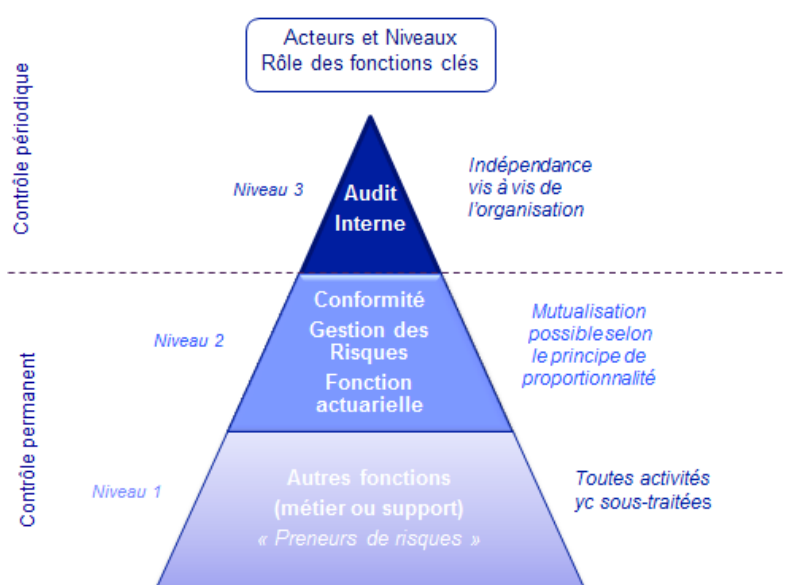 Acteurs et Niveaux
Rôle des fonctions clés
Contrôle périodique
Niveau 3
Audit
Interne
Indépendance
vis à vis de
l'organisation
Contrôle permanent
Niveau 2
Conformité
Gestion des
Risques
Fonction
actuarielle
Mutualisation
possible selon
le principe de
proportionnalité
Niveau 1
Autres fonctions
(métier ou support)
« Preneurs de risques »
Toutes activités
yc sous-traitées